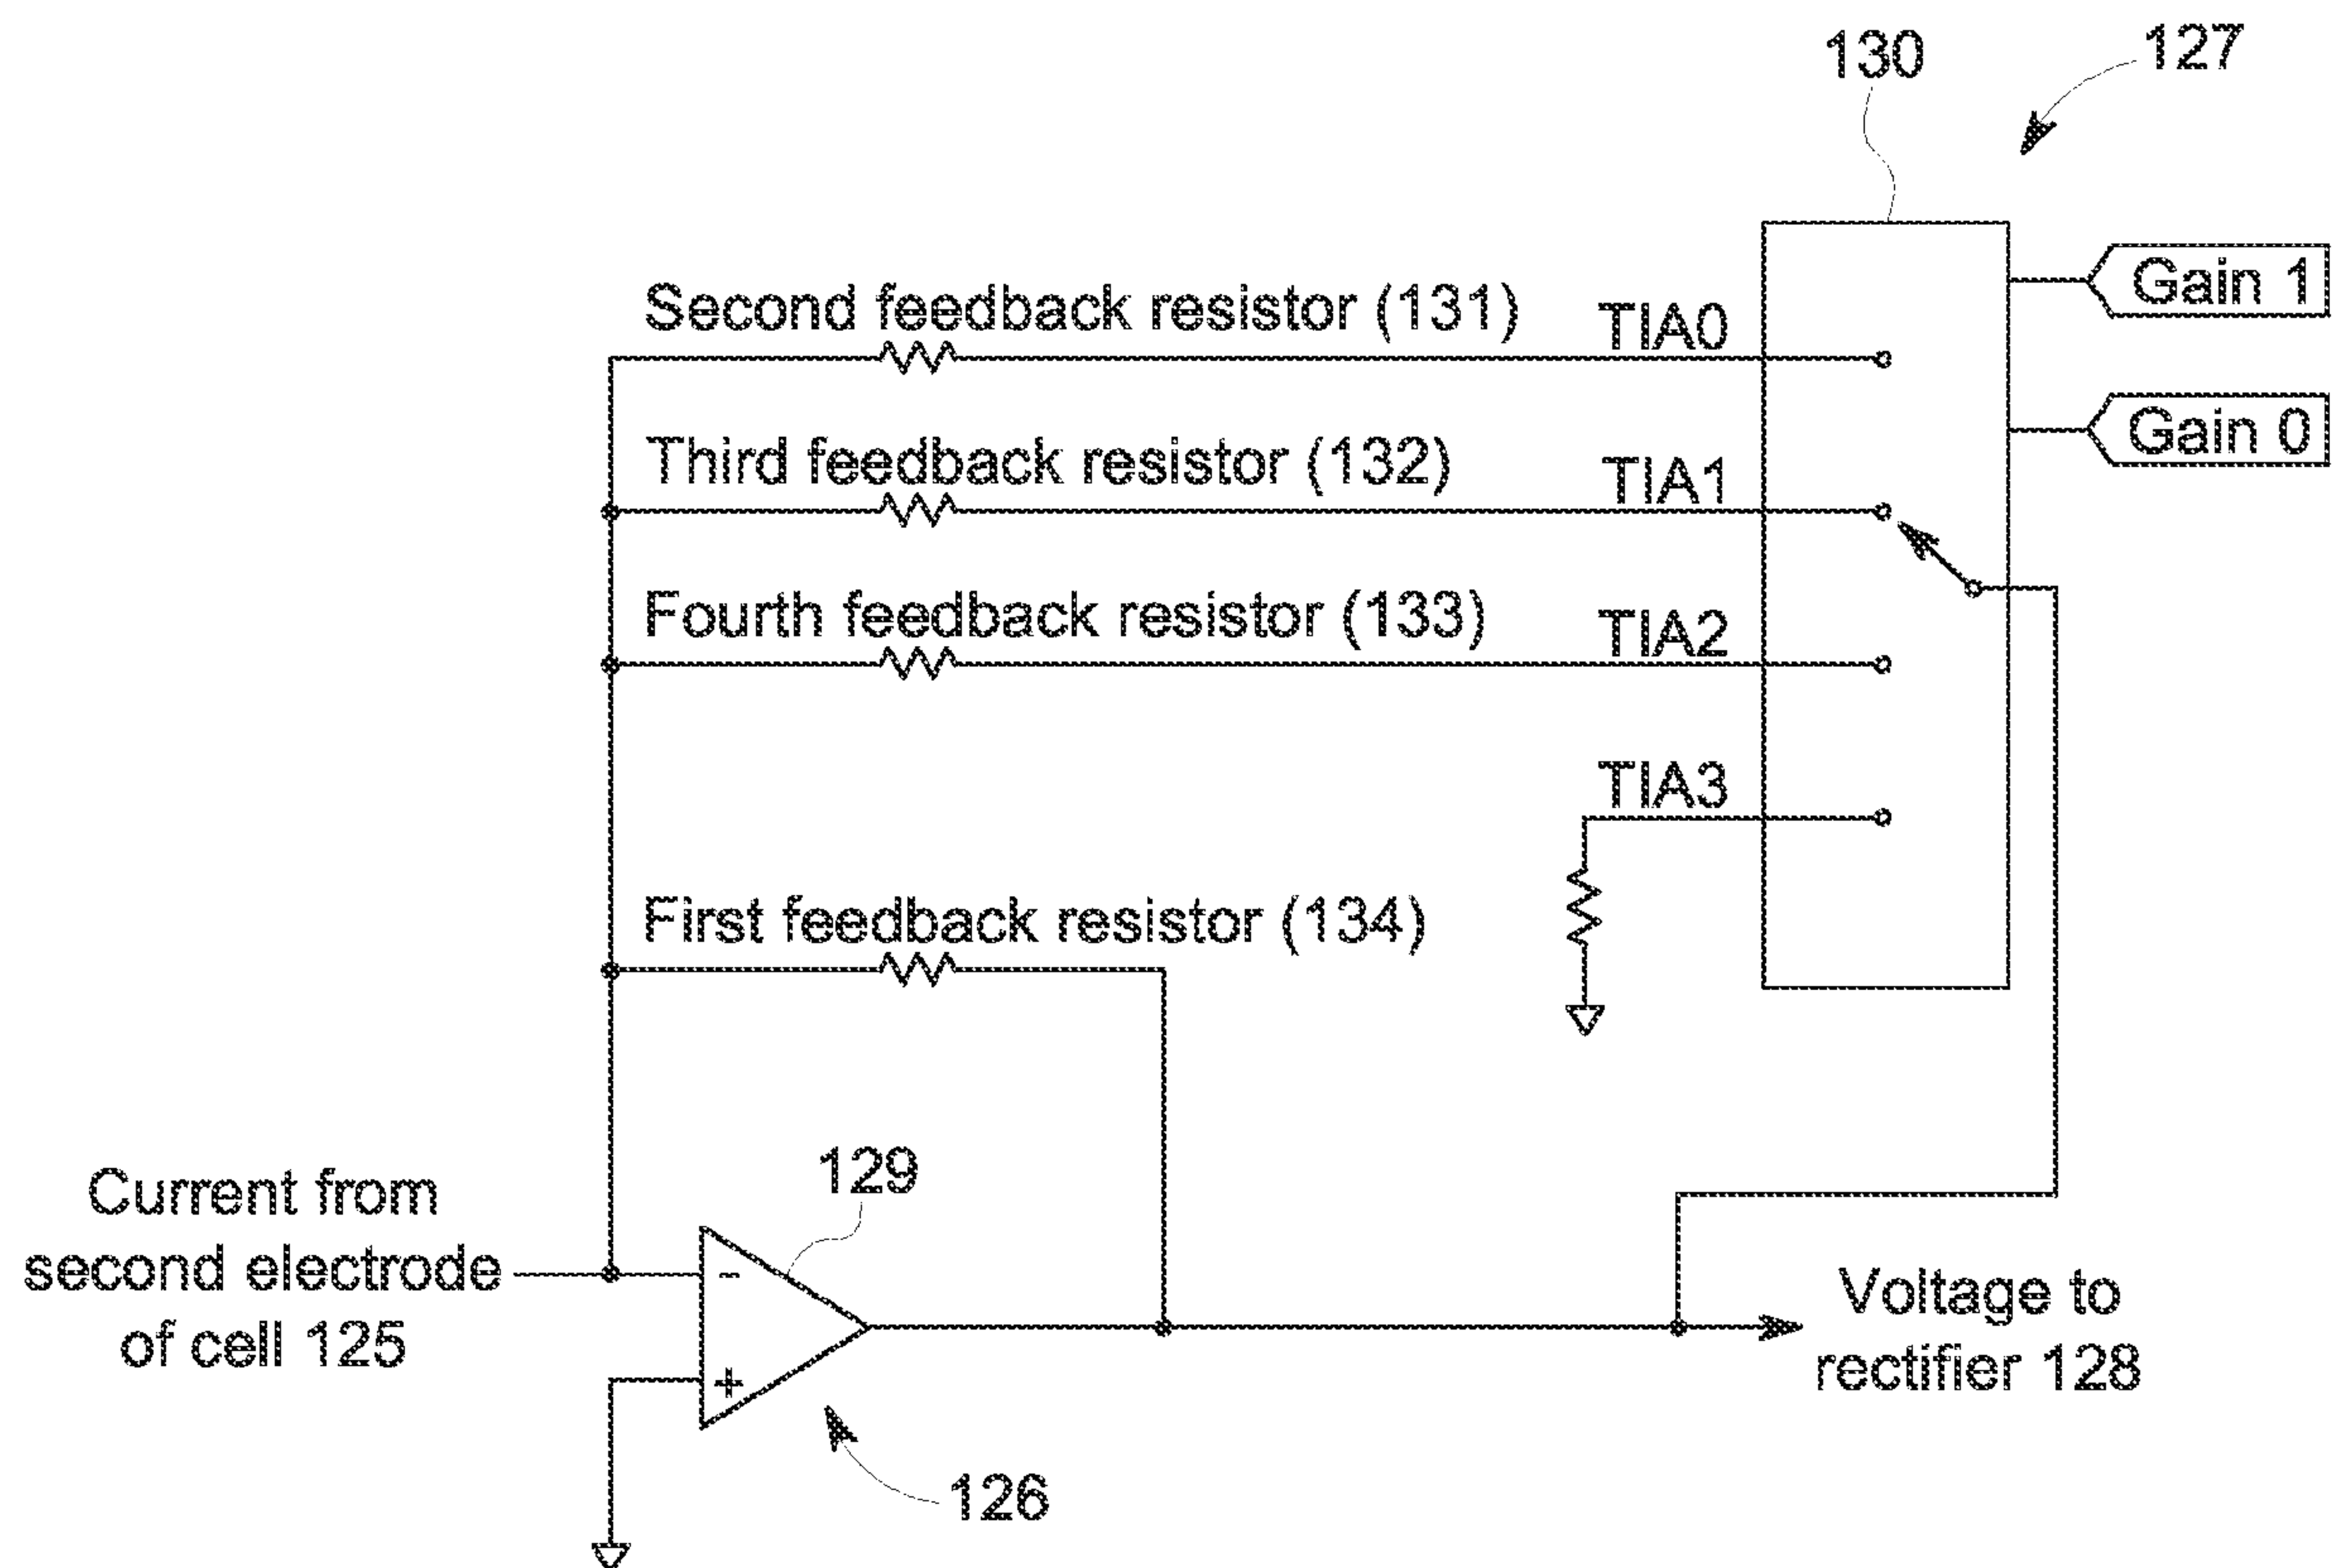 130
127
Gain 1
Second feedback resistor (131)
TIA0
Gain 0
Third feedback resistor (132)
TIA1
Fourth feedback resistor (133)
TIA2
TIA3
First feedback resistor (134)
129
Current from
second electrode
of cell 125
-
+
Voltage to
rectifier 128
126